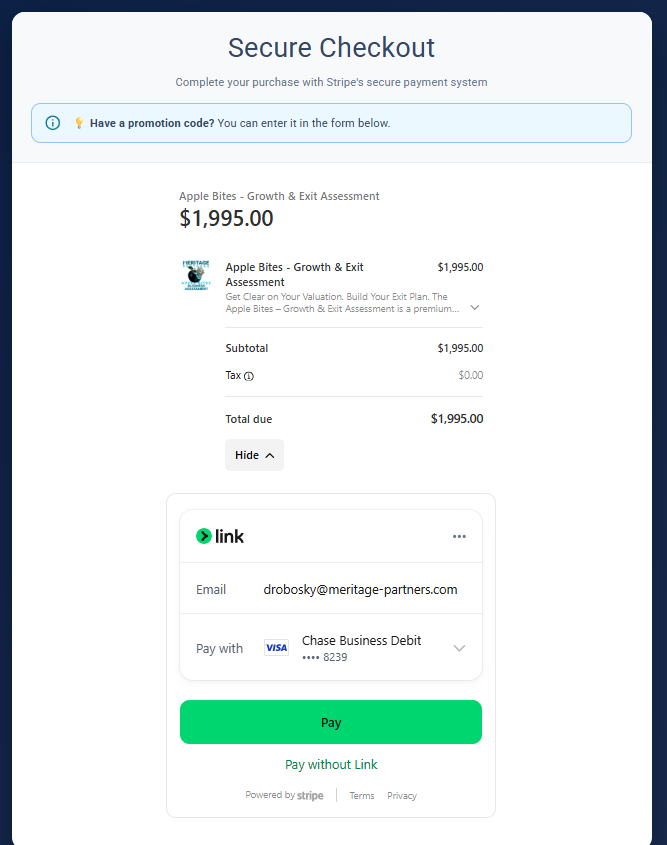 Secure Checkout
Complete your purchase with Stripe's secure payment system
Have a promotion code? You can enter it in the form below.
Apple Bites - Growth & Exit Assessment
$1,995.00
MERITAGE
Apple Bites - Growth & Exit $1,995.00
Assessment
Get Clear on Your Valuation. Build Your Exit Plan. The
Apple Bites – Growth & Exit Assessment is a premium...
Subtotal $1,995.00
Tax $0.00
Total due $1,995.00
Hide
link
Email drobosky@meritage-partners.com
Pay with VISA Chase Business Debit
•••• 8239
Pay
Pay without Link
Powered by stripe Terms Privacy